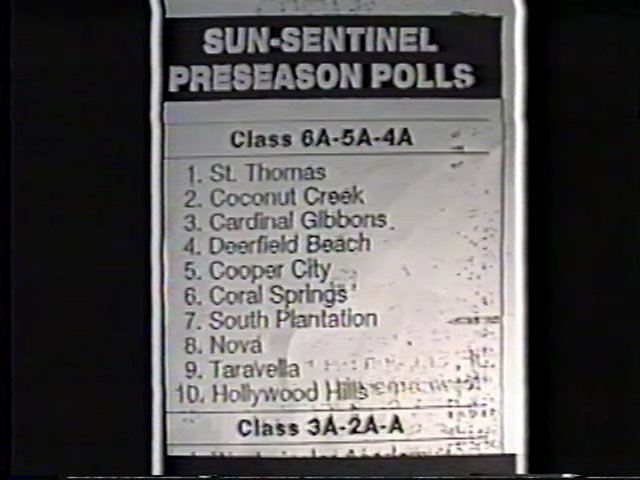 SUN-SENTINEL
PRESEASON POLLS
Class 6A-5A-4A
1. St. Thomas
2. Coconut Creek
3. Cardinal Gibbons
4. Deerfield Beach
5. Cooper City
6. Coral Springs
7. South Plantation
8. Nova
9. Taravella
10. Hollywood Hills
Class 3A-2A-A